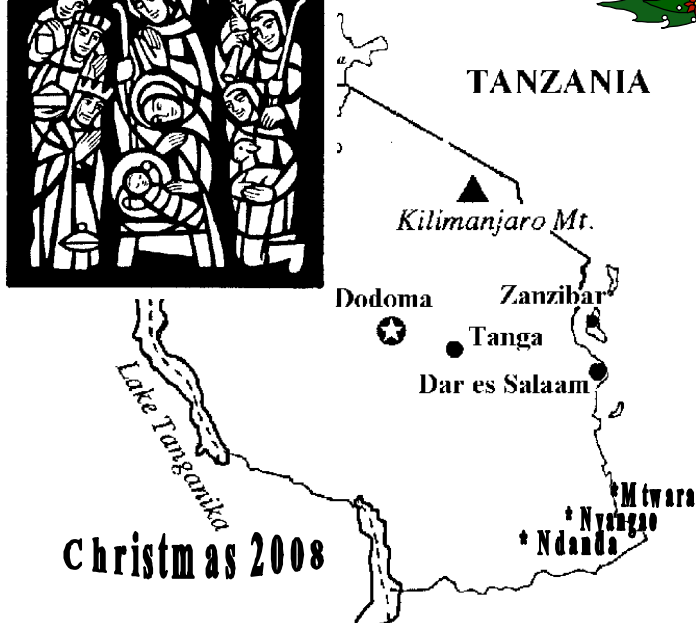 TANZANIA
a
Kilimanjaro Mt.
Dodoma
Zanzibar
Tanga
Dar es Salaam
Lake Tanganika
*Mtwara
* Nyangao
* Ndanda
Christmas 2008